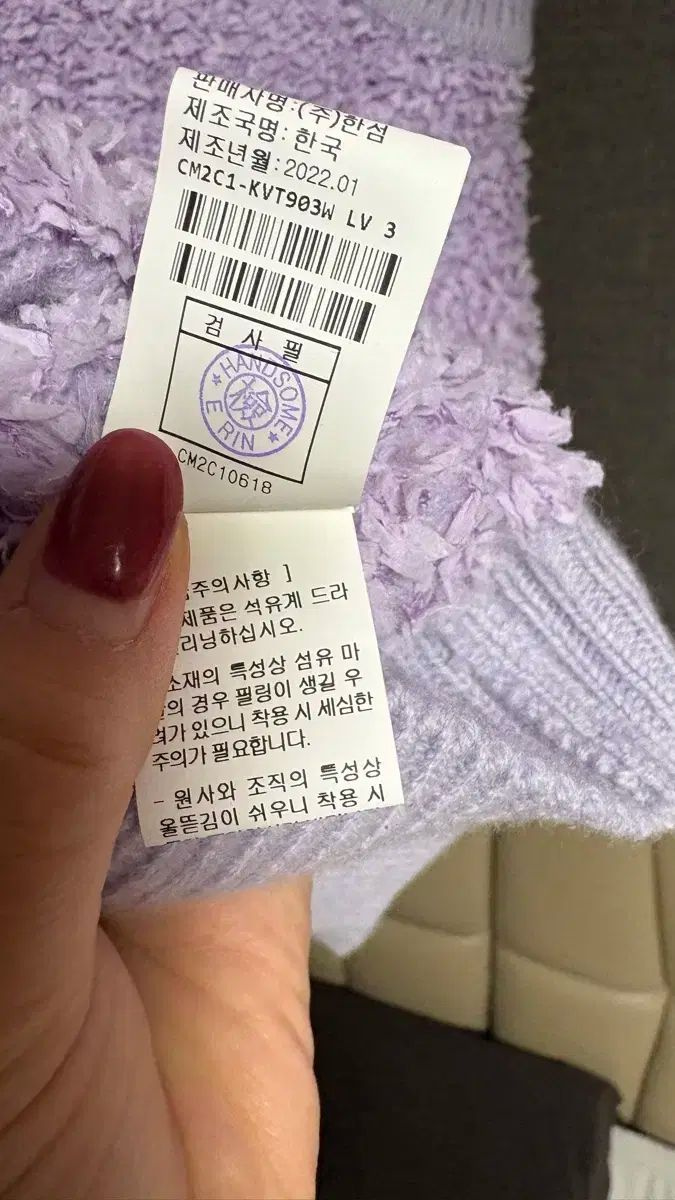 판매자명:(주)한섬
제조국명: 한국
제조년월:2022.01
CM2C1-KVT903W LV 3
검 사 필
HANDSOME
檢
ERIN
CM2C10618
주의사항 ]
제품은 석유계 드라
리닝하십시오.
소재의 특성상 섬유 마
의 경우 필링이 생길 우
려가 있으니 착용 시 세심한
주의가 필요합니다.
- 원사와 조직의 특성상
올뜯김이 쉬우니 착용 시